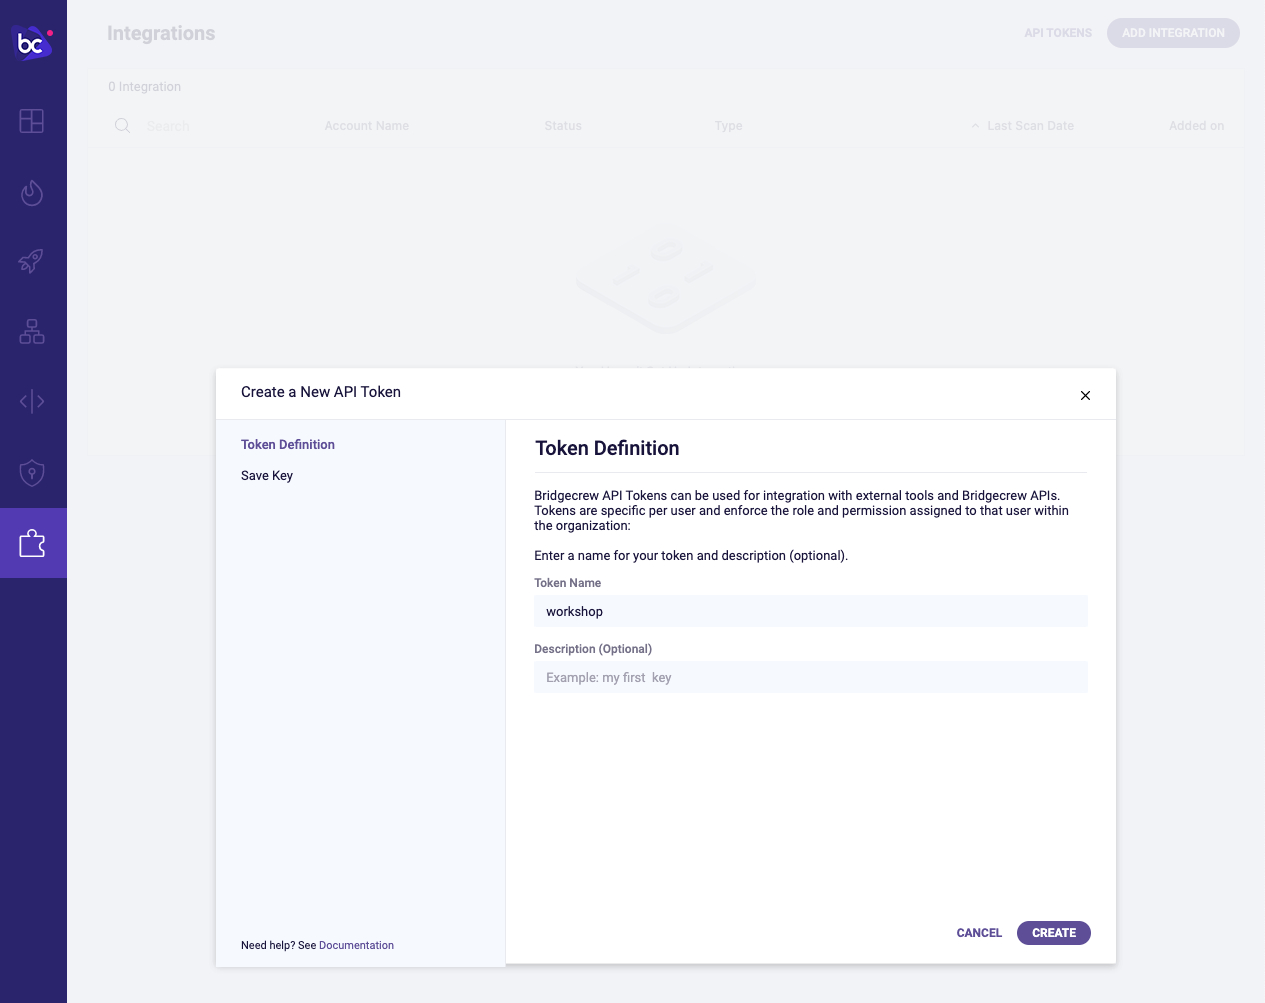 bc
Integrations
API TOKENS
ADD INTEGRATION
0 Integration
Search
Account Name
Status
Type
Last Scan Date
Added on
Create a New API Token
Token Definition
Save Key
Need help? See Documentation
Token Definition
Bridgecrew API Tokens can be used for integration with external tools and Bridgecrew APIs.
Tokens are specific per user and enforce the role and permission assigned to that user within
the organization:
Enter a name for your token and description (optional).
Token Name
workshop
Description (Optional)
Example: my first  key
CANCEL
CREATE